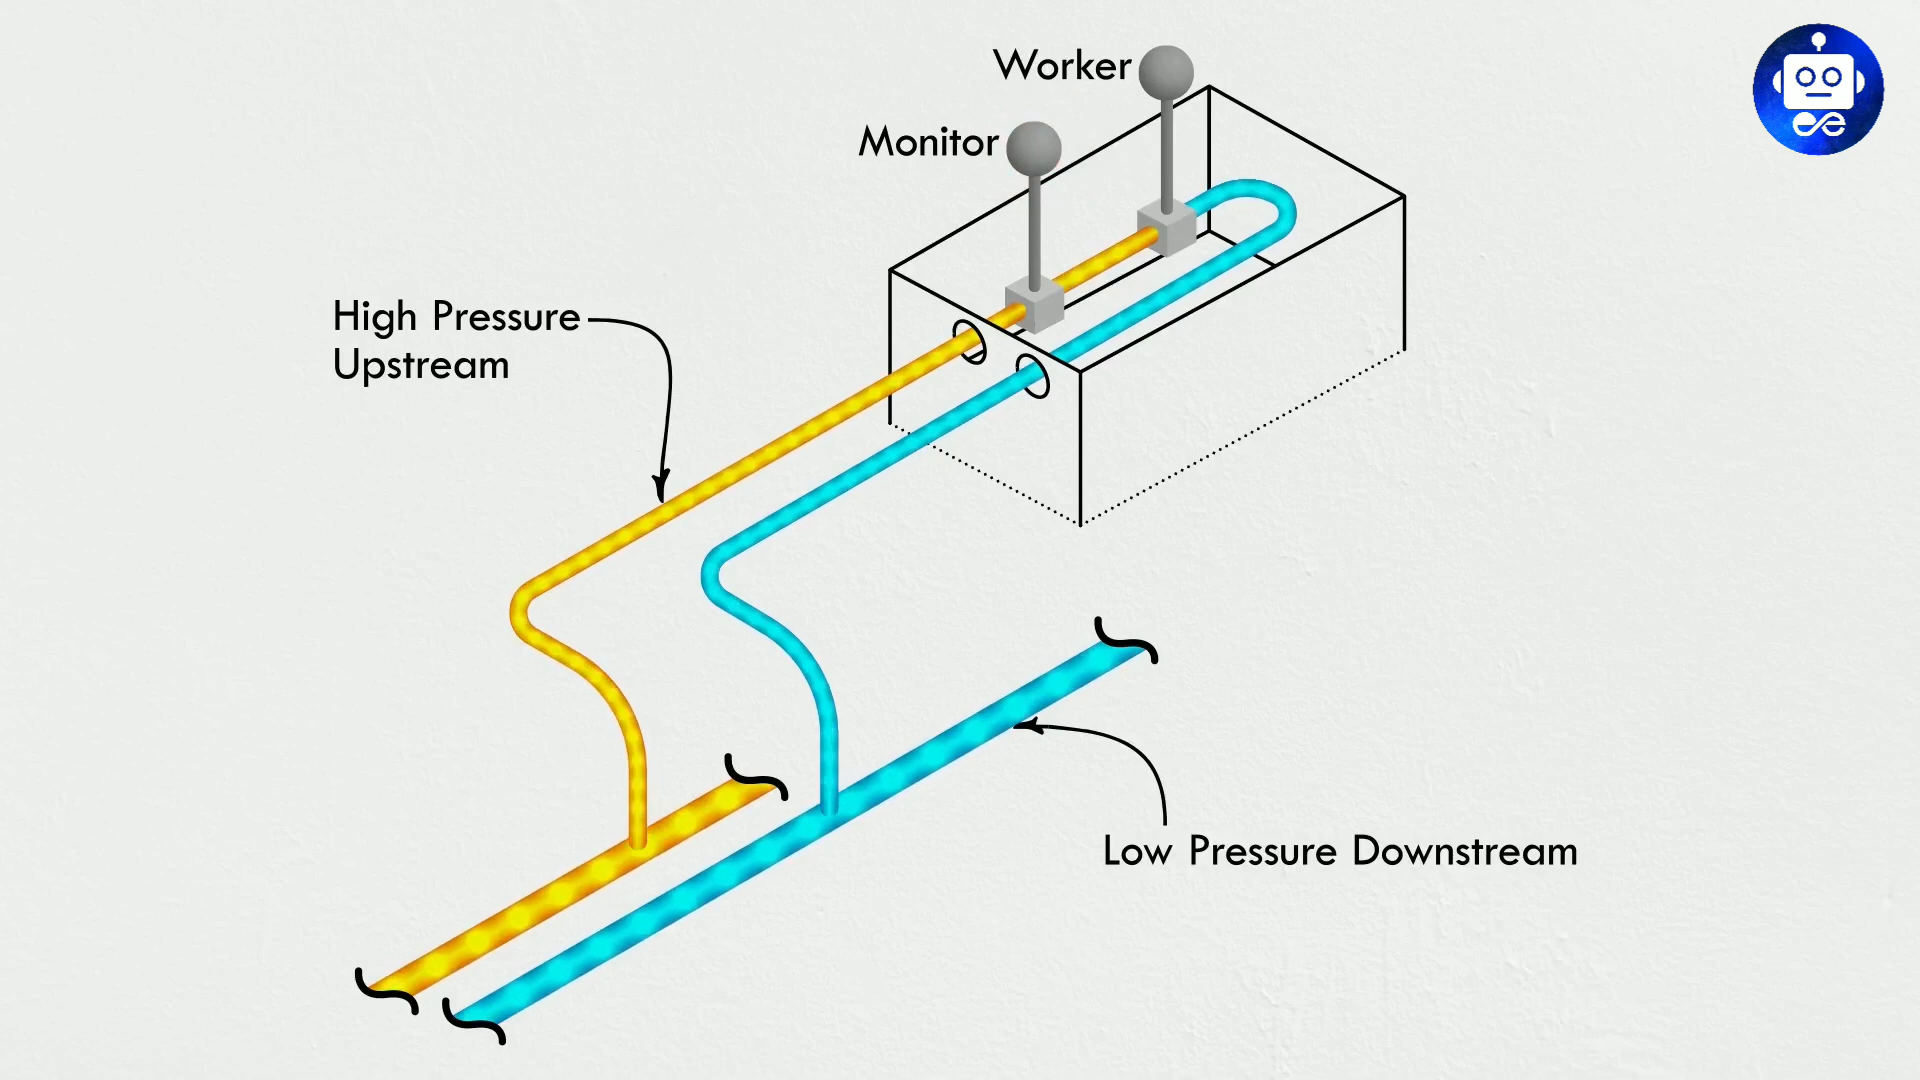 Worker
Monitor
High Pressure
Upstream
Low Pressure Downstream